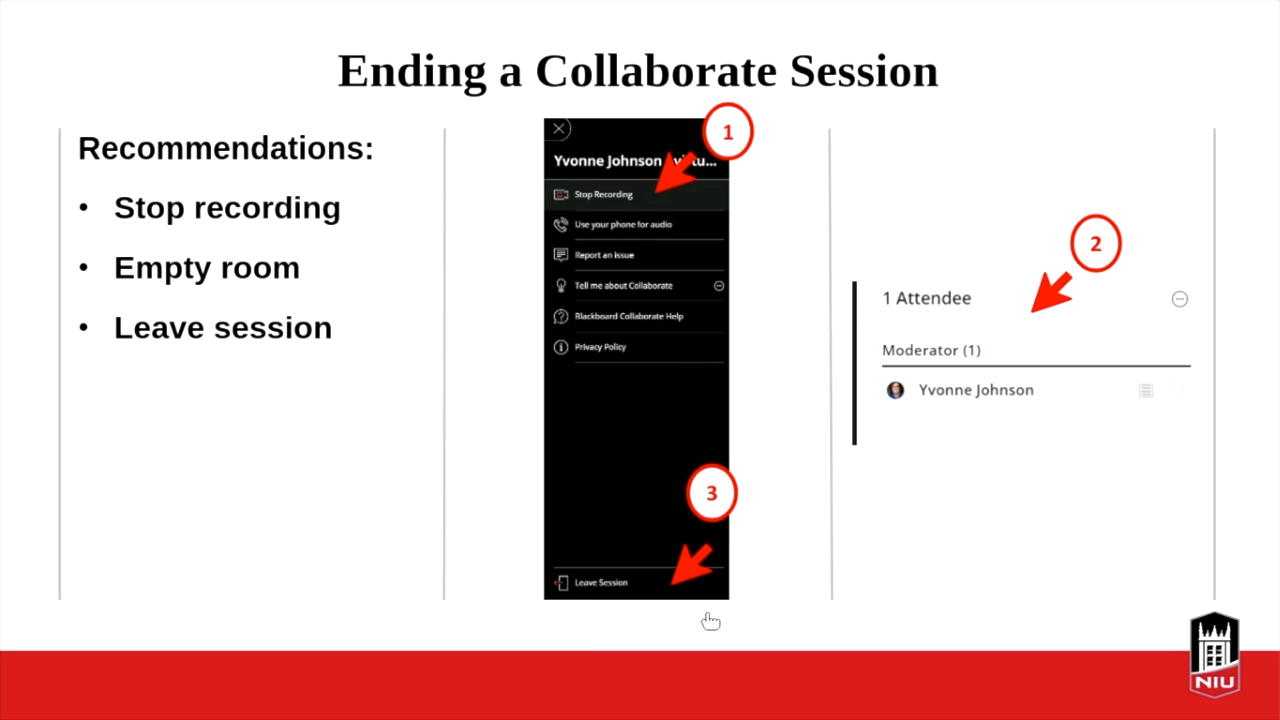 Ending a Collaborate Session
Recommendations:
• Stop recording
• Empty room
• Leave session
1
Yvonne Johnson
Stop Recording
Use your phone for audio
Report an issue
Tell me about Collaborate
Blackboard Collaborate Help
Privacy Policy
3
Leave Session
2
1 Attendee
Moderator (1)
Yvonne Johnson
NIU